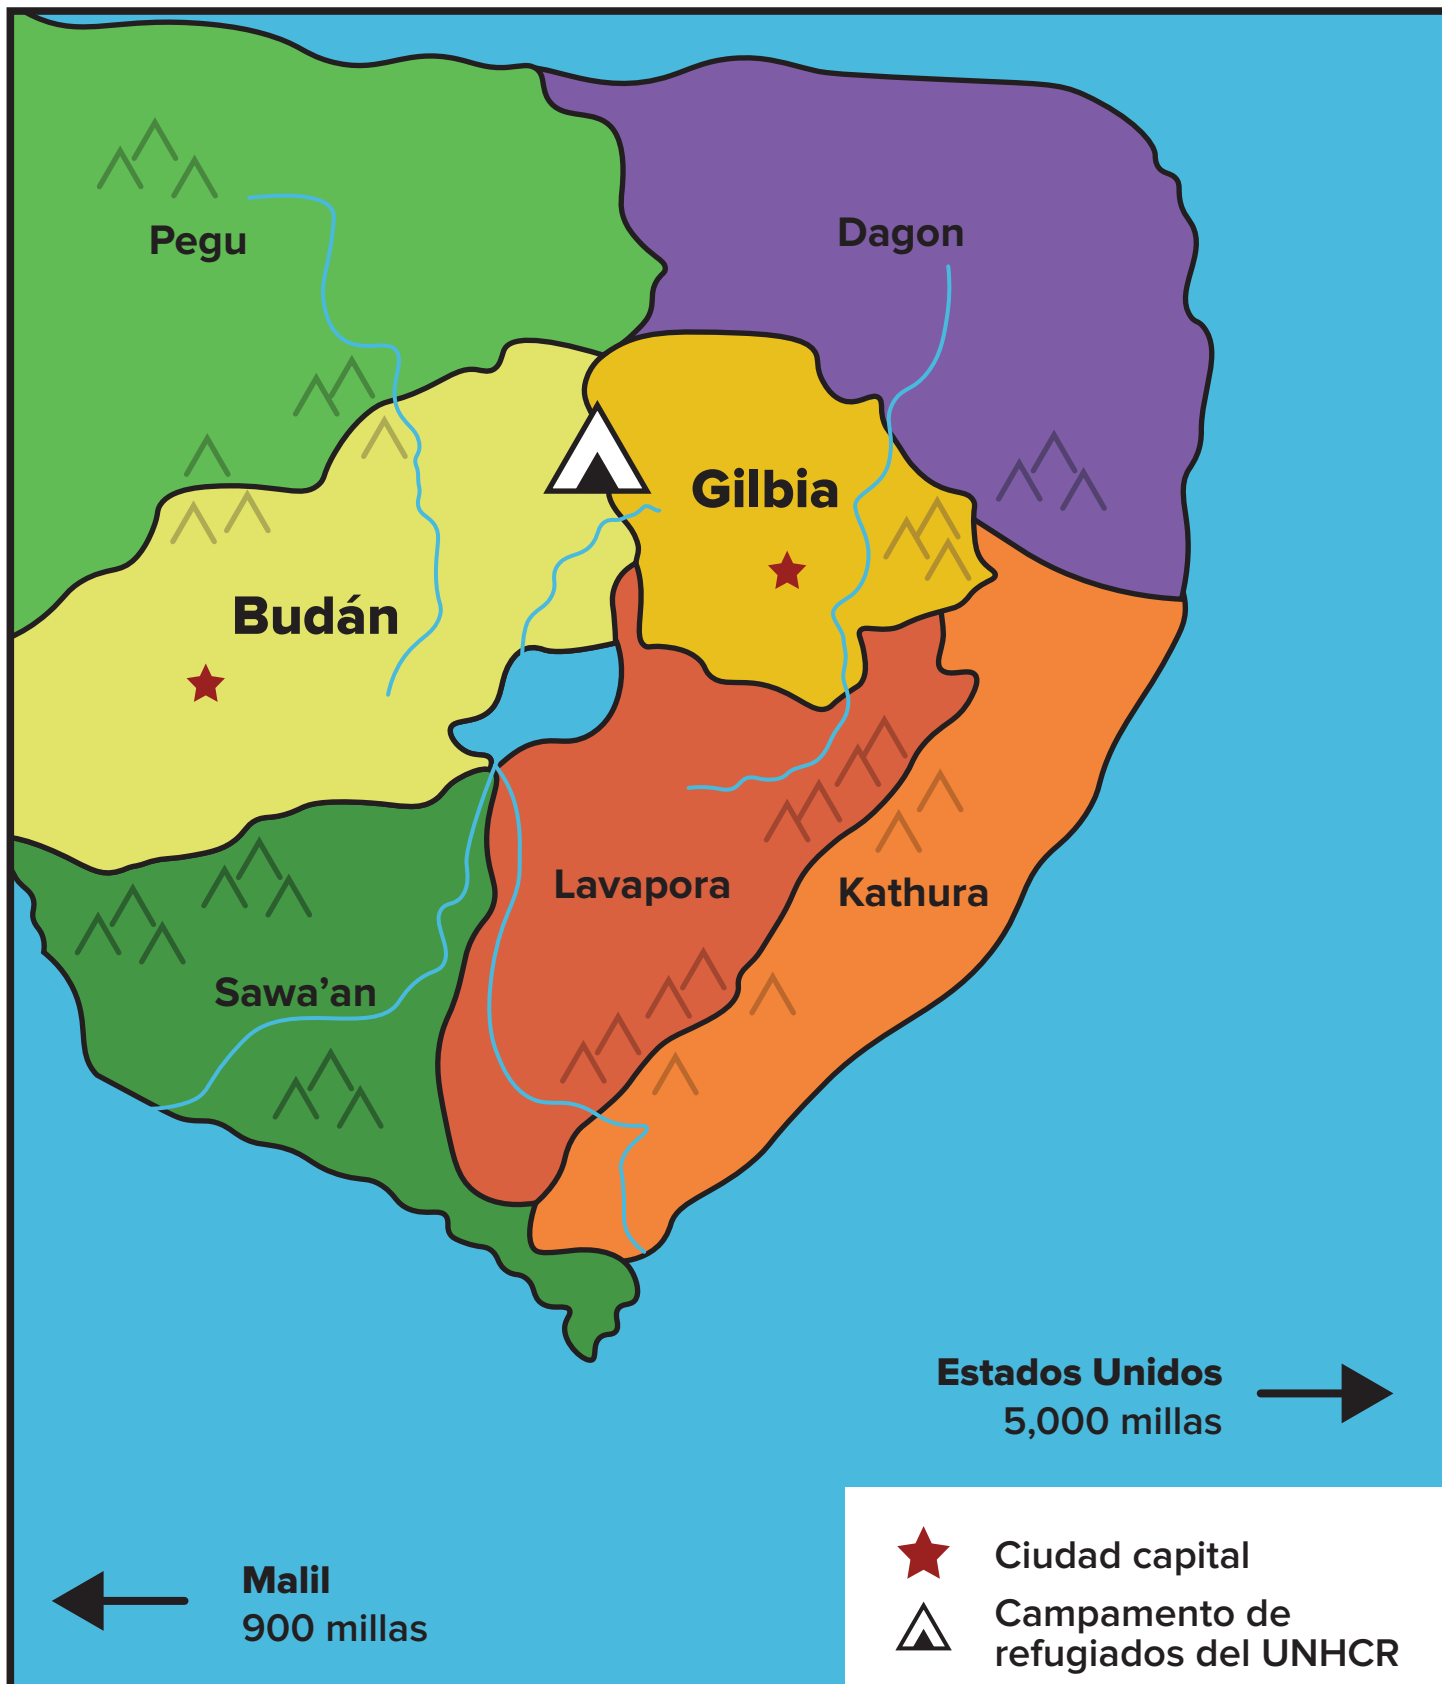 Pegu
Dagon
Gilbia
Budán
Lavapora
Kathura
Sawa’an
Estados Unidos
5,000 millas
Malil
900 millas
Ciudad capital
Campamento de
refugiados del UNHCR